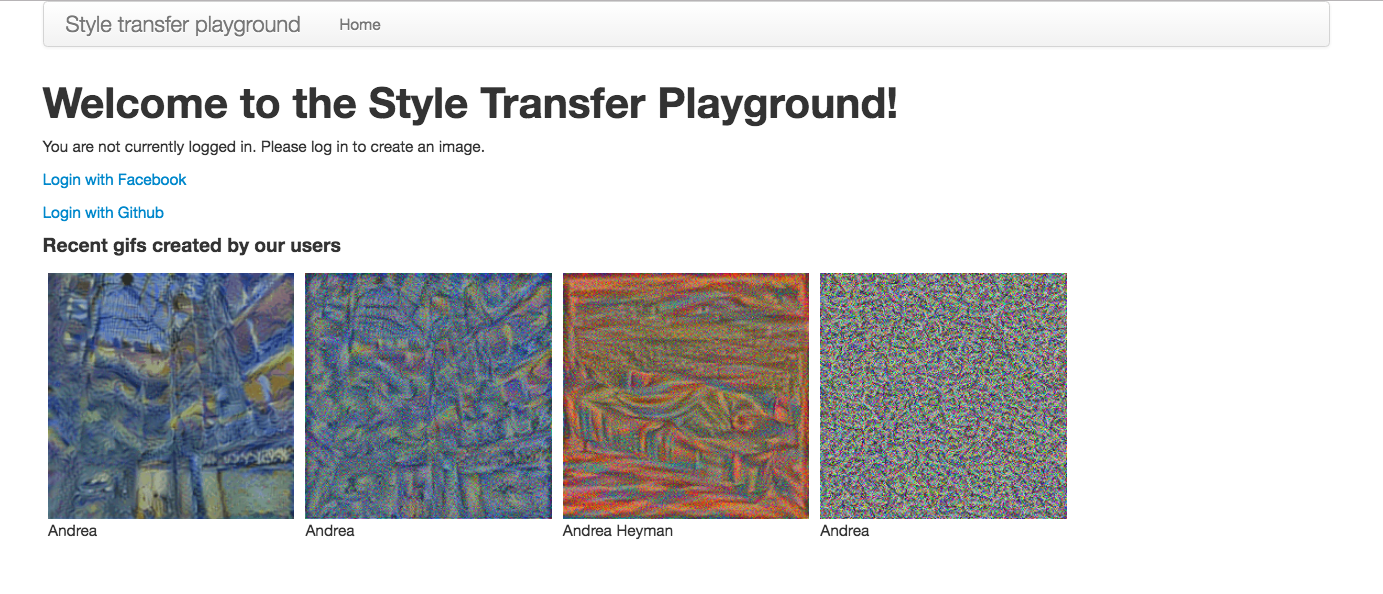 Style transfer playground Home
Welcome to the Style Transfer Playground!
You are not currently logged in. Please log in to create an image.
Login with Facebook
Login with Github
Recent gifs created by our users
Andrea Andrea Andrea Heyman Andrea